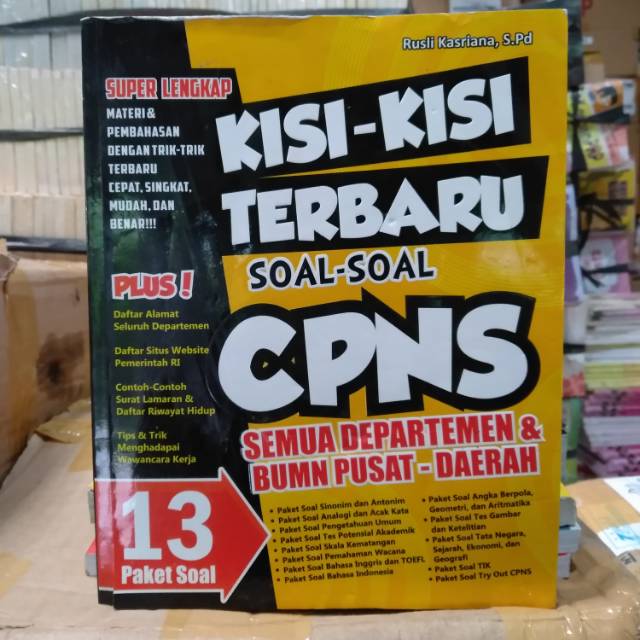 Rusli Kasriana, S.Pd
SUPER LENGKAP
MATERI &
PEMBAHASAN
DENGAN TRIK-TRIK
TERBARU
CEPAT, SINGKAT,
MUDAH, DAN
BENAR!!!
KISI-KISI
TERBARU
SOAL-SOAL
CPNS
SEMUA DEPARTEMEN &
BUMN PUSAT - DAERAH
PLUS!
Daftar Alamat
Seluruh Departemen
Daftar Situs Website
Pemerintah RI
Contoh-Contoh
Surat Lamaran &
Daftar Riwayat Hidup
Tips & Trik
Menghadapai
Wawancara Kerja
13
Paket Soal
• Paket Soal Sinonim dan Antonim
• Paket Soal Analogi dan Acak Kata
• Paket Soal Pengetahuan Umum
• Paket Soal Tes Potensial Akademik
• Paket Soal Skala Kematangan
• Paket Soal Pemahaman Wacana
• Paket Soal Bahasa Inggris dan TOEFL
• Paket Soal Bahasa Indonesia
• Paket Soal Angka Berpola,
Geometri, dan Aritmatika
• Paket Soal Tes Gambar
dan Ketelitian
• Paket Soal Tata Negara,
Sejarah, Ekonomi, dan
Geografi
• Paket Soal TIK
• Paket Soal Try Out CPNS